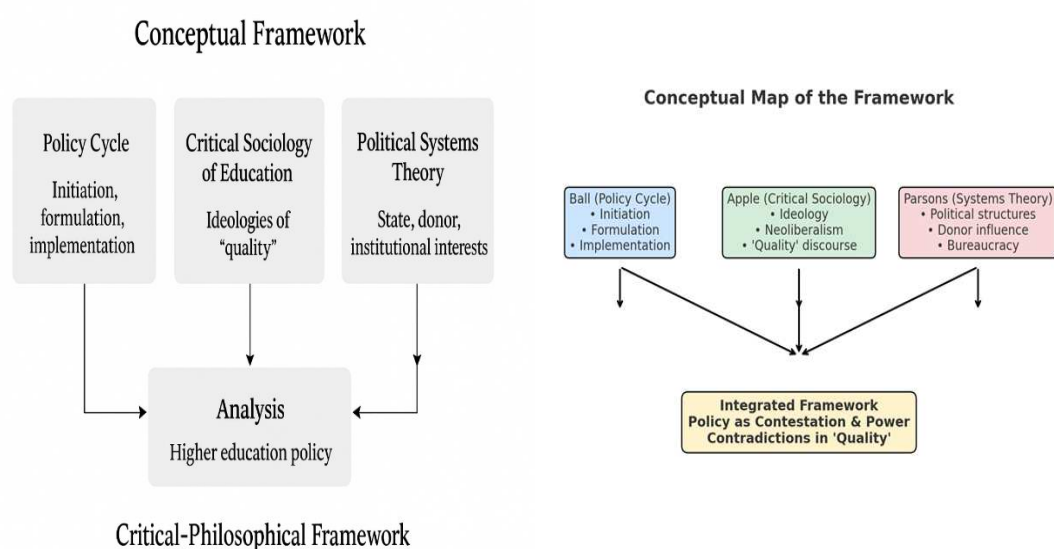 Conceptual Framework
Policy Cycle
Initiation,
formulation,
implementation
Critical Sociology
of Education
Ideologies of
“quality”
Political Systems
Theory
State, donor,
institutional interests
Analysis
Higher education policy
Critical-Philosophical Framework
Conceptual Map of the Framework
Ball (Policy Cycle)
• Initiation
• Formulation
• Implementation
Apple (Critical Sociology)
• Ideology
• Neoliberalism
• 'Quality' discourse
Parsons (Systems Theory)
• Political structures
• Donor influence
• Bureaucracy
Integrated Framework
Policy as Contestation & Power
Contradictions in 'Quality'